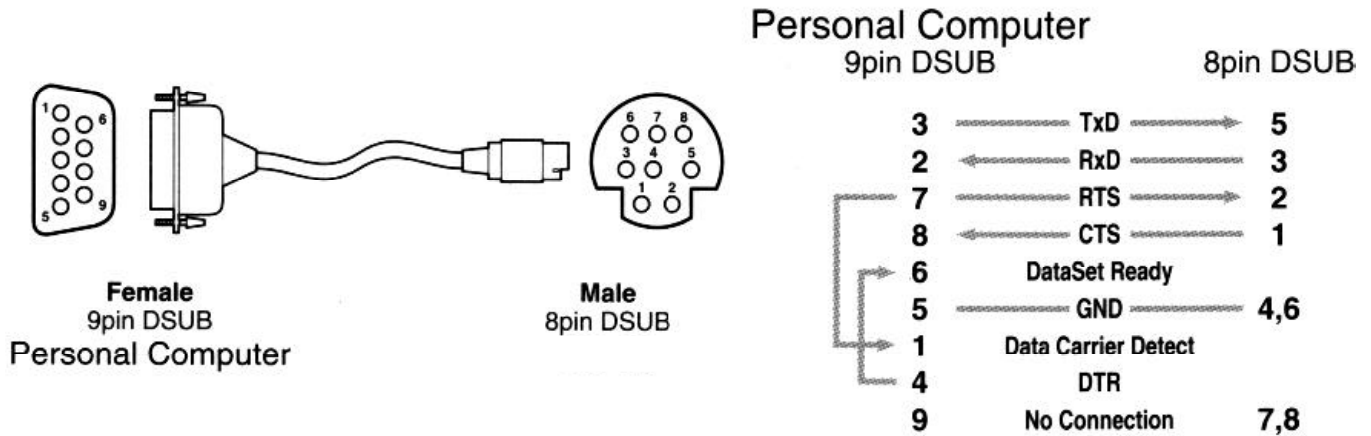 1
6
5
9
6 7 8
3 4 5
1 2
Female
9pin DSUB
Personal Computer
Male
8pin DSUB
Personal Computer
9pin DSUB 8pin DSUB
3 TxD 5
2 RxD 3
7 RTS 2
8 CTS 1
6 DataSet Ready
5 GND 4,6
1 Data Carrier Detect
4 DTR
9 No Connection 7,8